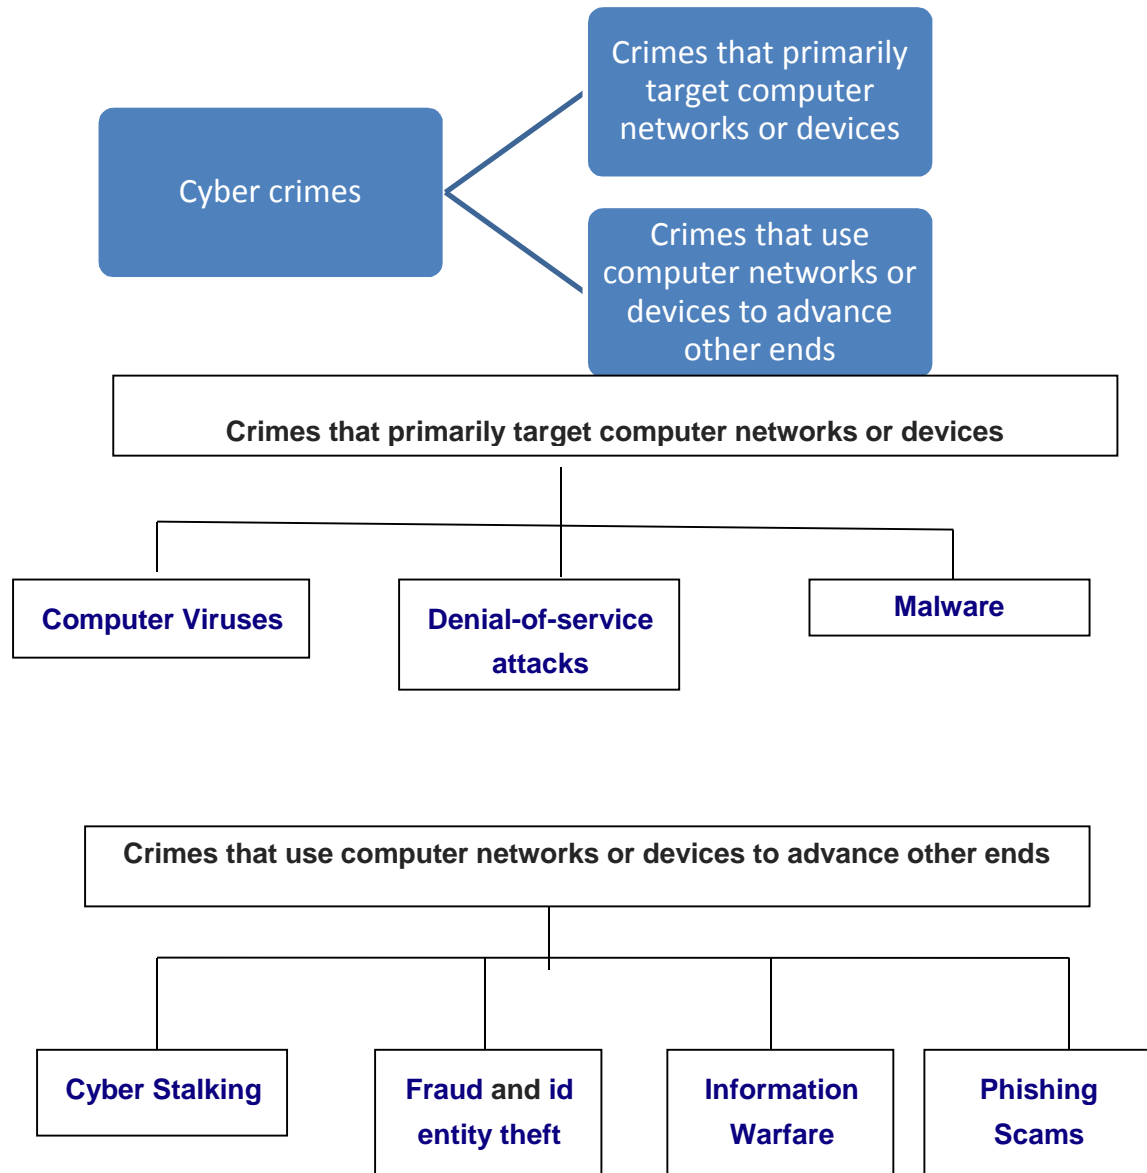 Crimes that primarily
target computer
networks or devices
Cyber crimes
Crimes that use
computer networks or
devices to advance
other ends
Crimes that primarily target computer networks or devices
Computer Viruses
Denial-of-service
attacks
Malware
Crimes that use computer networks or devices to advance other ends
Cyber Stalking
Fraud and id
entity theft
Information
Warfare
Phishing
Scams